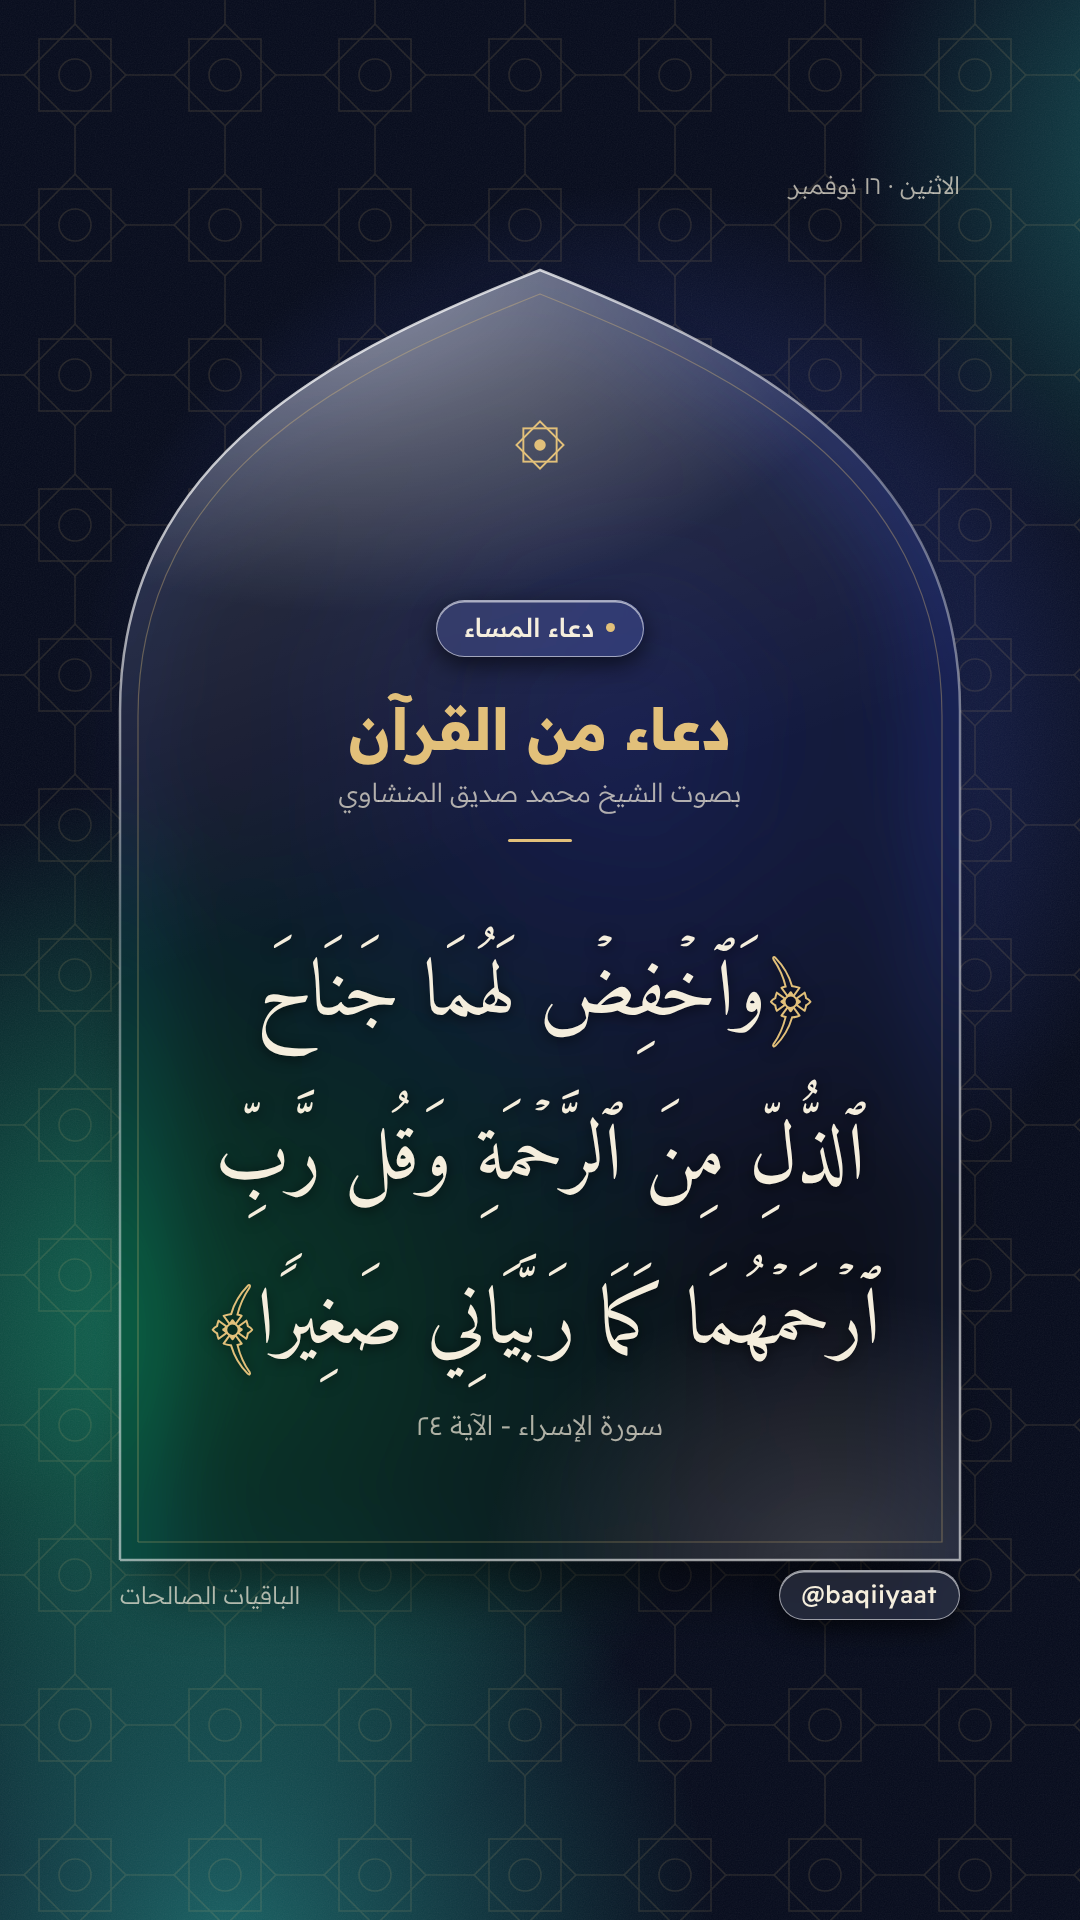 الاثنين · ١٦ نوفمبر
دعاء المساء
دعاء من القرآن
بصوت الشيخ محمد صديق المنشاوي
﴿وَٱخۡفِضۡ لَهُمَا جَنَاحَ
ٱلذُّلِّ مِنَ ٱلرَّحۡمَةِ وَقُل رَّبِّ
ٱرۡحَمۡهُمَا كَمَا رَبَّيَانِي صَغِيرًا﴾
سورة الإسراء - الآية ٢٤
@baqiiyaat
الباقيات الصالحات